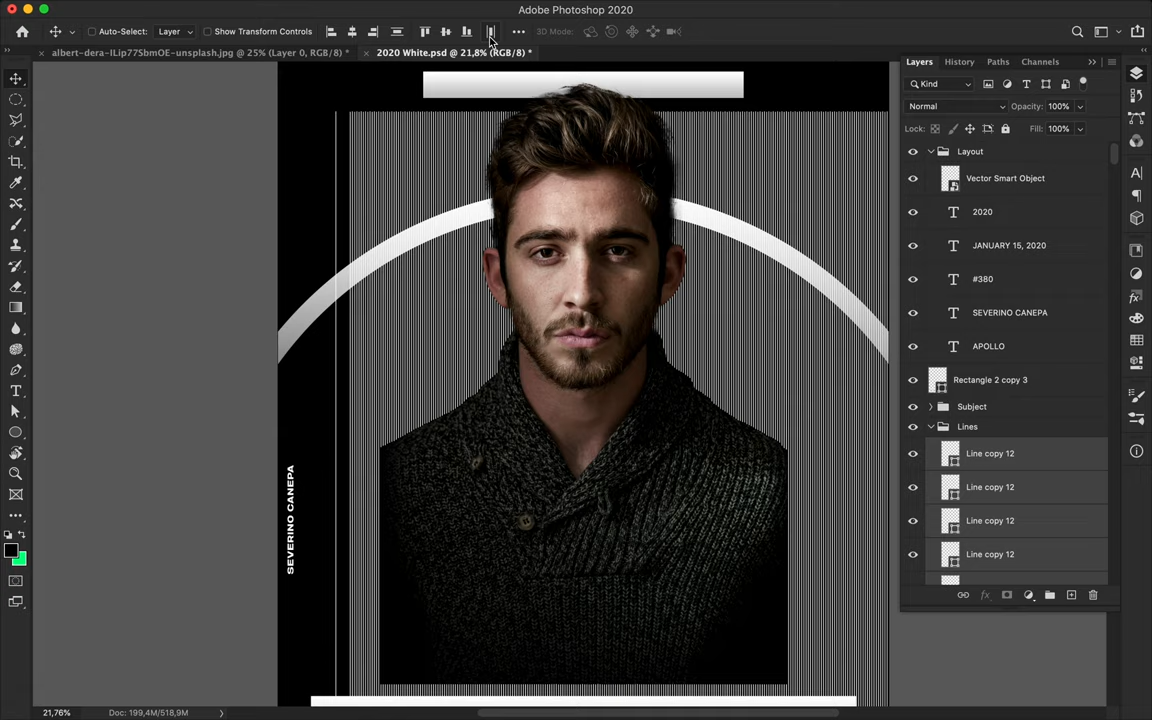 Adobe Photoshop 2020
Auto-Select: Layer Show Transform Controls 3D Mode:
albert-dera-ILip77SbmOE-unsplash.jpg @ 25% (Layer 0, RGB/8) * 2020 White.psd @ 21,8% (RGB/8) *
Layers History Paths Channels
Kind
Normal Opacity: 100%
Lock: Fill: 100%
Layout
Vector Smart Object
T 2020
T JANUARY 15, 2020
T #380
T SEVERINO CANEPA
T APOLLO
Rectangle 2 copy 3
Subject
Lines
Line copy 12
Line copy 12
Line copy 12
Line copy 12
SEVERINO CANEPA
21,76% Doc: 199,4M/518,9M